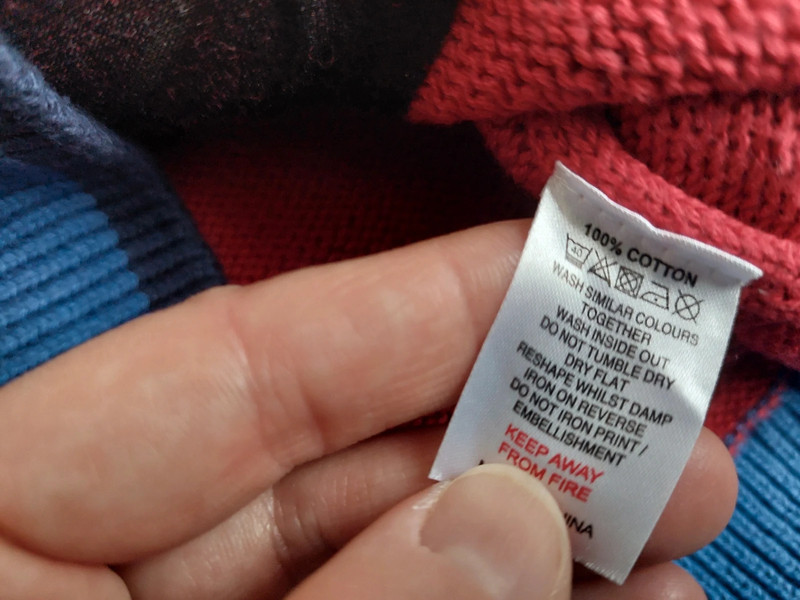 100% COTTON
40
WASH SIMILAR COLOURS
TOGETHER
WASH INSIDE OUT
DO NOT TUMBLE DRY
DRY FLAT
RESHAPE WHILST DAMP
IRON ON REVERSE
DO NOT IRON PRINT /
EMBELLISHMENT
KEEP AWAY
FROM FIRE